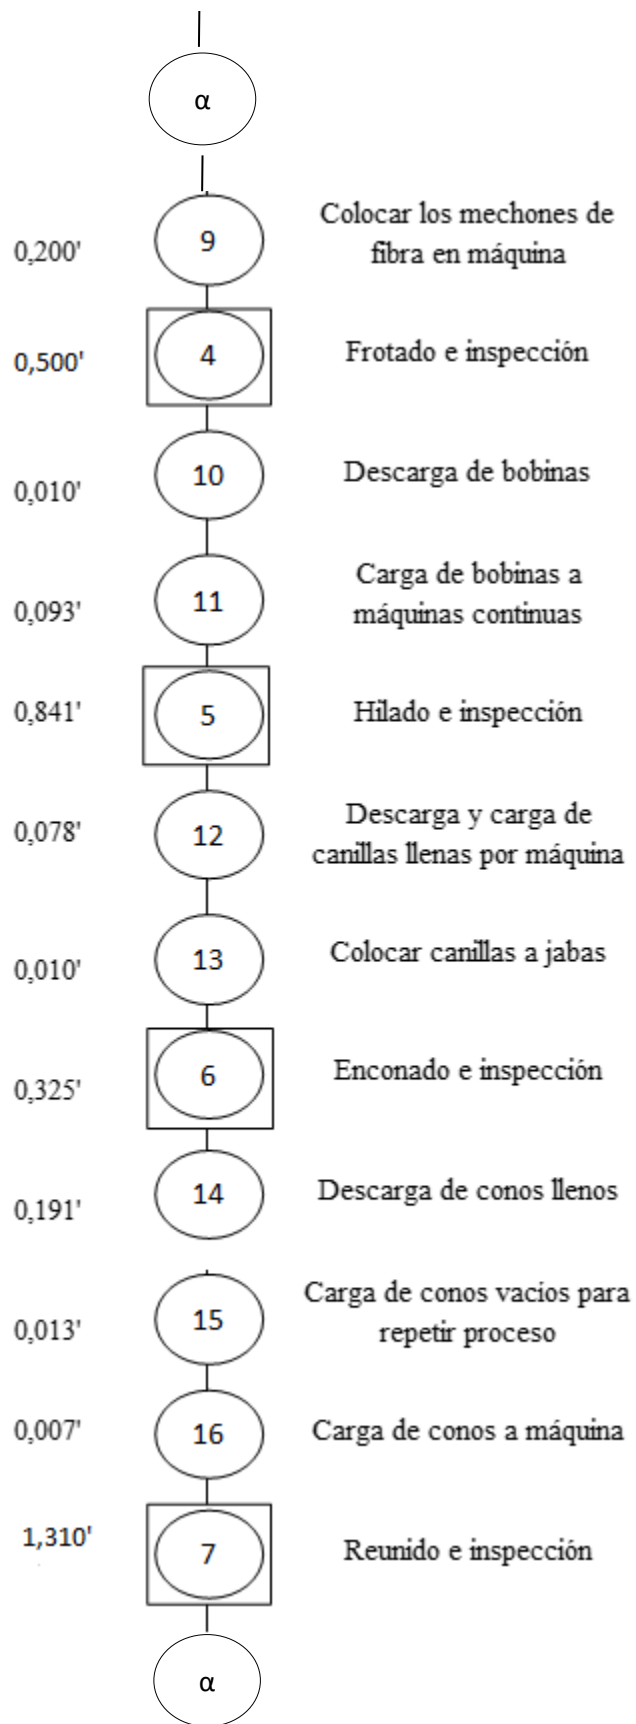 α
0,200'
9
Colocar los mechones de
fibra en máquina
0,500'
4
Frotado e inspección
0,010'
10
Descarga de bobinas
0,093'
11
Carga de bobinas a
máquinas continuas
0,841'
5
Hilado e inspección
0,078'
12
Descarga y carga de
canillas llenas por máquina
0,010'
13
Colocar canillas a jabas
0,325'
6
Enconado e inspección
0,191'
14
Descarga de conos llenos
0,013'
15
Carga de conos vacios para
repetir proceso
0,007'
16
Carga de conos a máquina
1,310'
7
Reunido e inspección
α